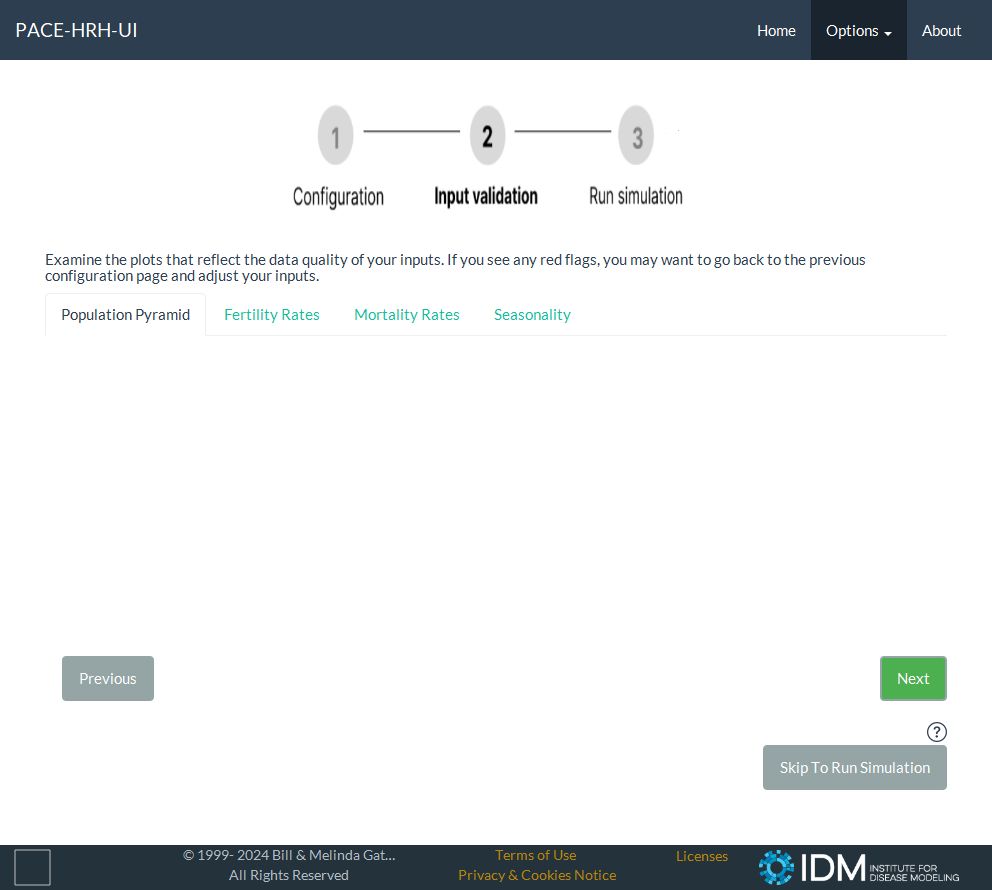 PACE-HRH-UI
Home
Options
About
1
2
3
Configuration
Input validation
Run simulation
Examine the plots that reflect the data quality of your inputs. If you see any red flags, you may want to go back to the previous
configuration page and adjust your inputs.
Population Pyramid
Fertility Rates
Mortality Rates
Seasonality
Previous
Next
?
Skip To Run Simulation
© 1999- 2024 Bill & Melinda Gat...
All Rights Reserved
Terms of Use
Privacy & Cookies Notice
Licenses
IDM
INSTITUTE FOR
DISEASE MODELING